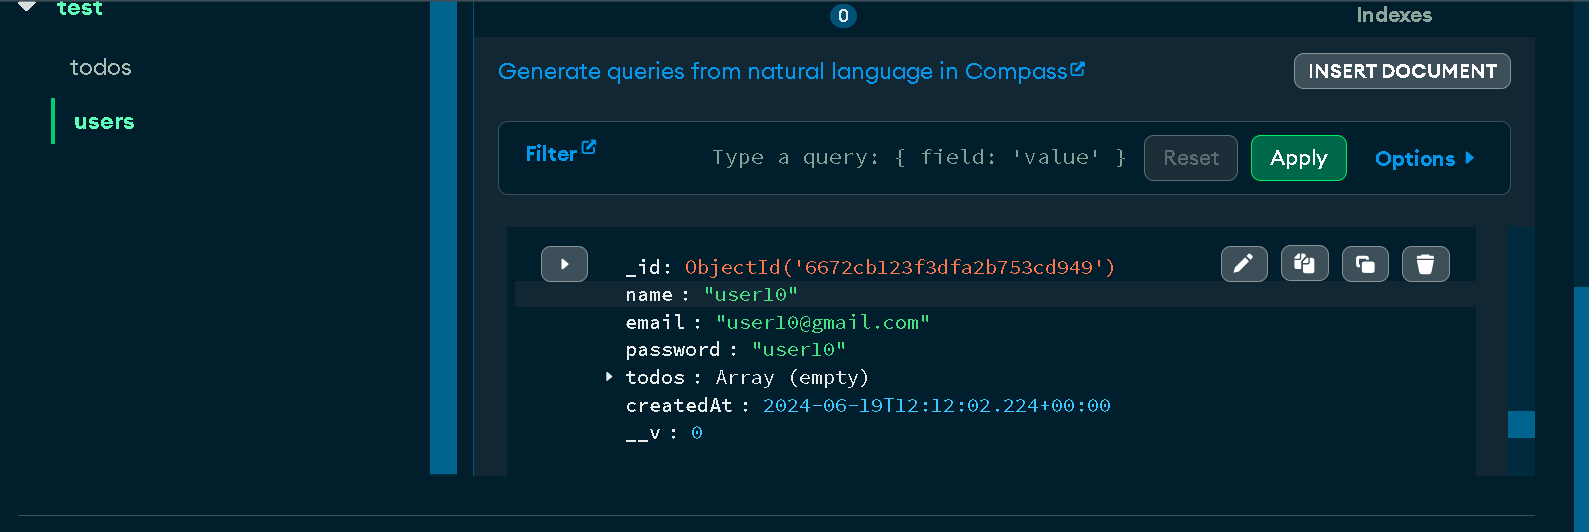 test
todos
users
0
Indexes
Generate queries from natural language in Compass
INSERT DOCUMENT
Filter
Type a query: { field: 'value' }
Reset
Apply
Options
_id: ObjectId('6672cb123f3dfa2b753cd949')
name : "user10"
email : "user10@gmail.com"
password : "user10"
todos : Array (empty)
createdAt : 2024-06-19T12:12:02.224+00:00
__v : 0